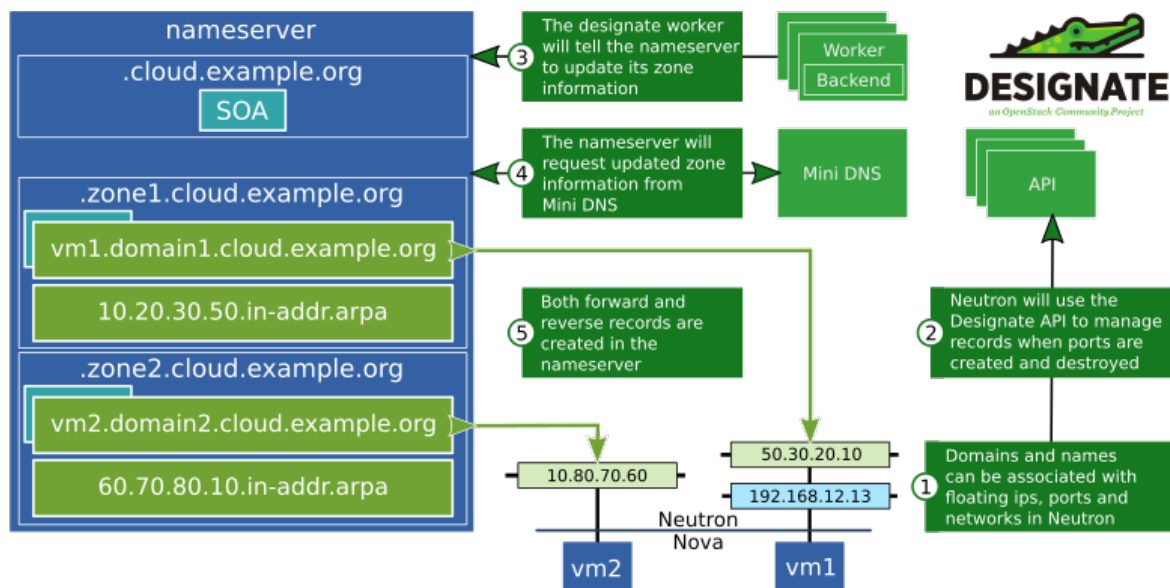 nameserver
.cloud.example.org
SOA
.zone1.cloud.example.org
vm1.domain1.cloud.example.org
10.20.30.50.in-addr.arpa
.zone2.cloud.example.org
vm2.domain2.cloud.example.org
60.70.80.10.in-addr.arpa
3
The designate worker
will tell the nameserver
to update its zone
information
Worker
Backend
DESIGNATE
an OpenStack Community Project
4
The nameserver will
request updated zone
information from
Mini DNS
Mini DNS
API
5
Both forward and
reverse records are
created in the
nameserver
2
Neutron will use the
Designate API to manage
records when ports are
created and destroyed
1
Domains and names
can be associated with
floating ips, ports and
networks in Neutron
10.80.70.60
50.30.20.10
192.168.12.13
Neutron
Nova
vm2
vm1